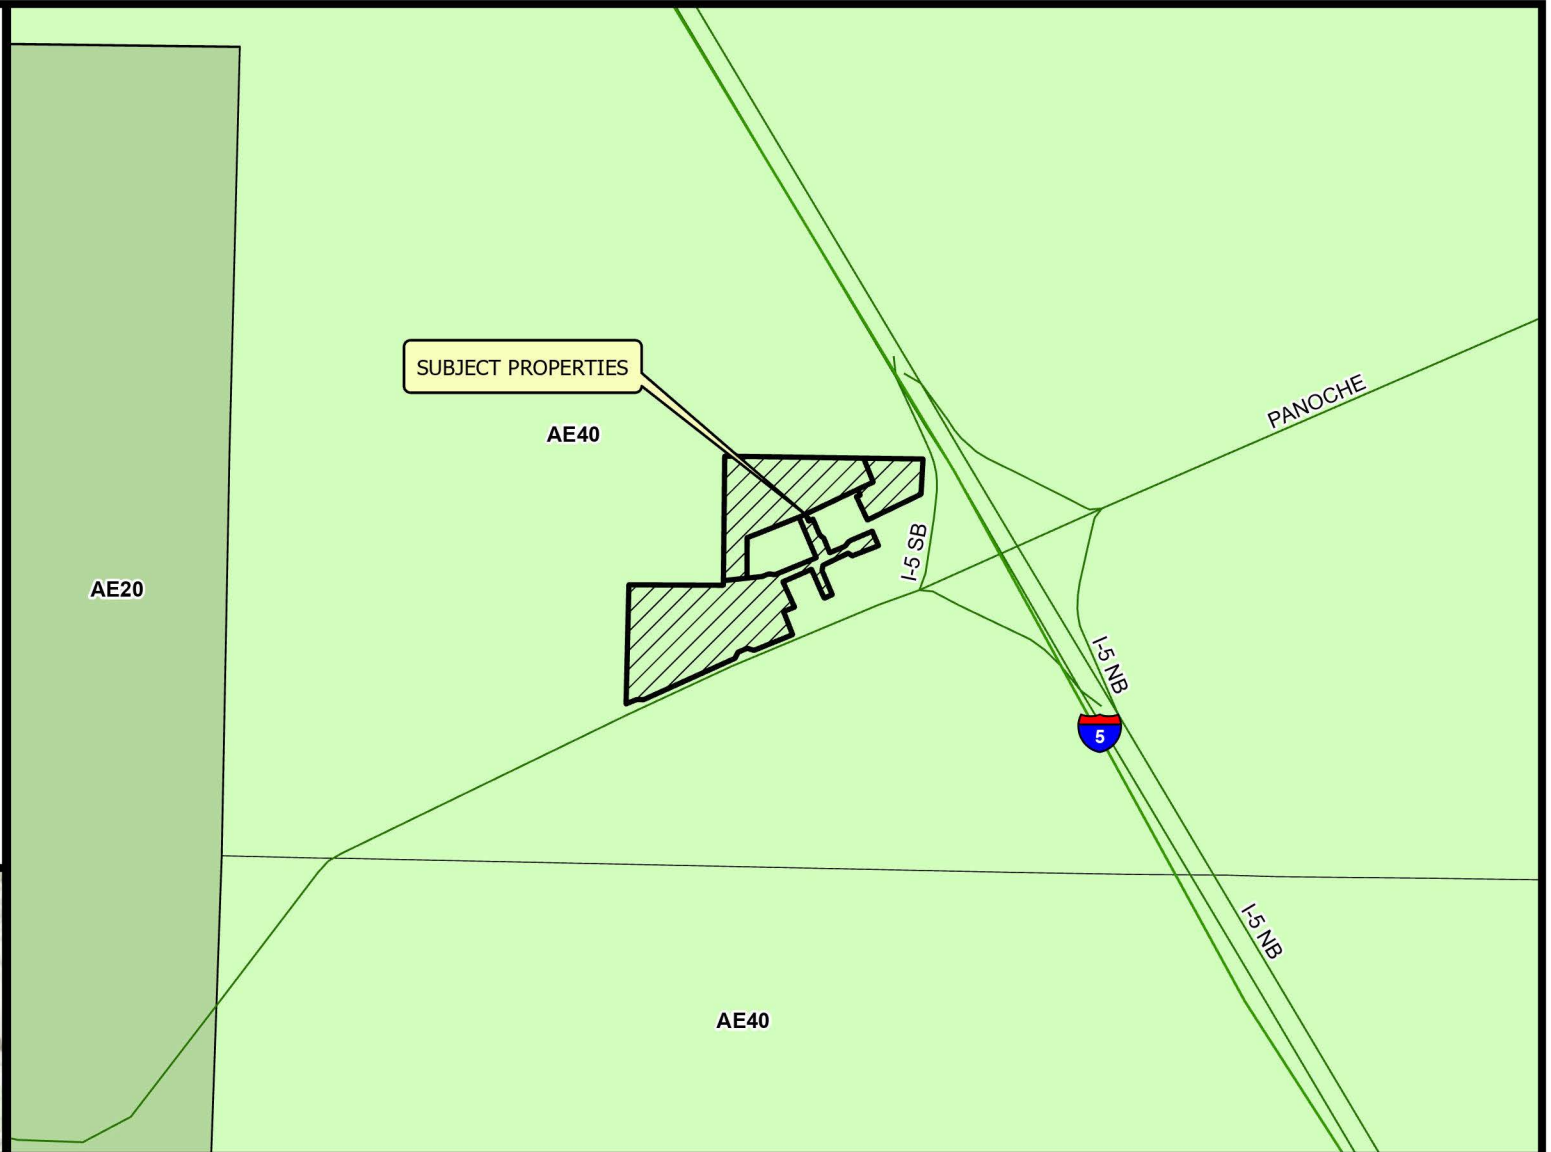 SUBJECT PROPERTIES
PANOCHE
AE40
I-5 SB
AE20
I-5 NB
5
I-5 NB
AE40